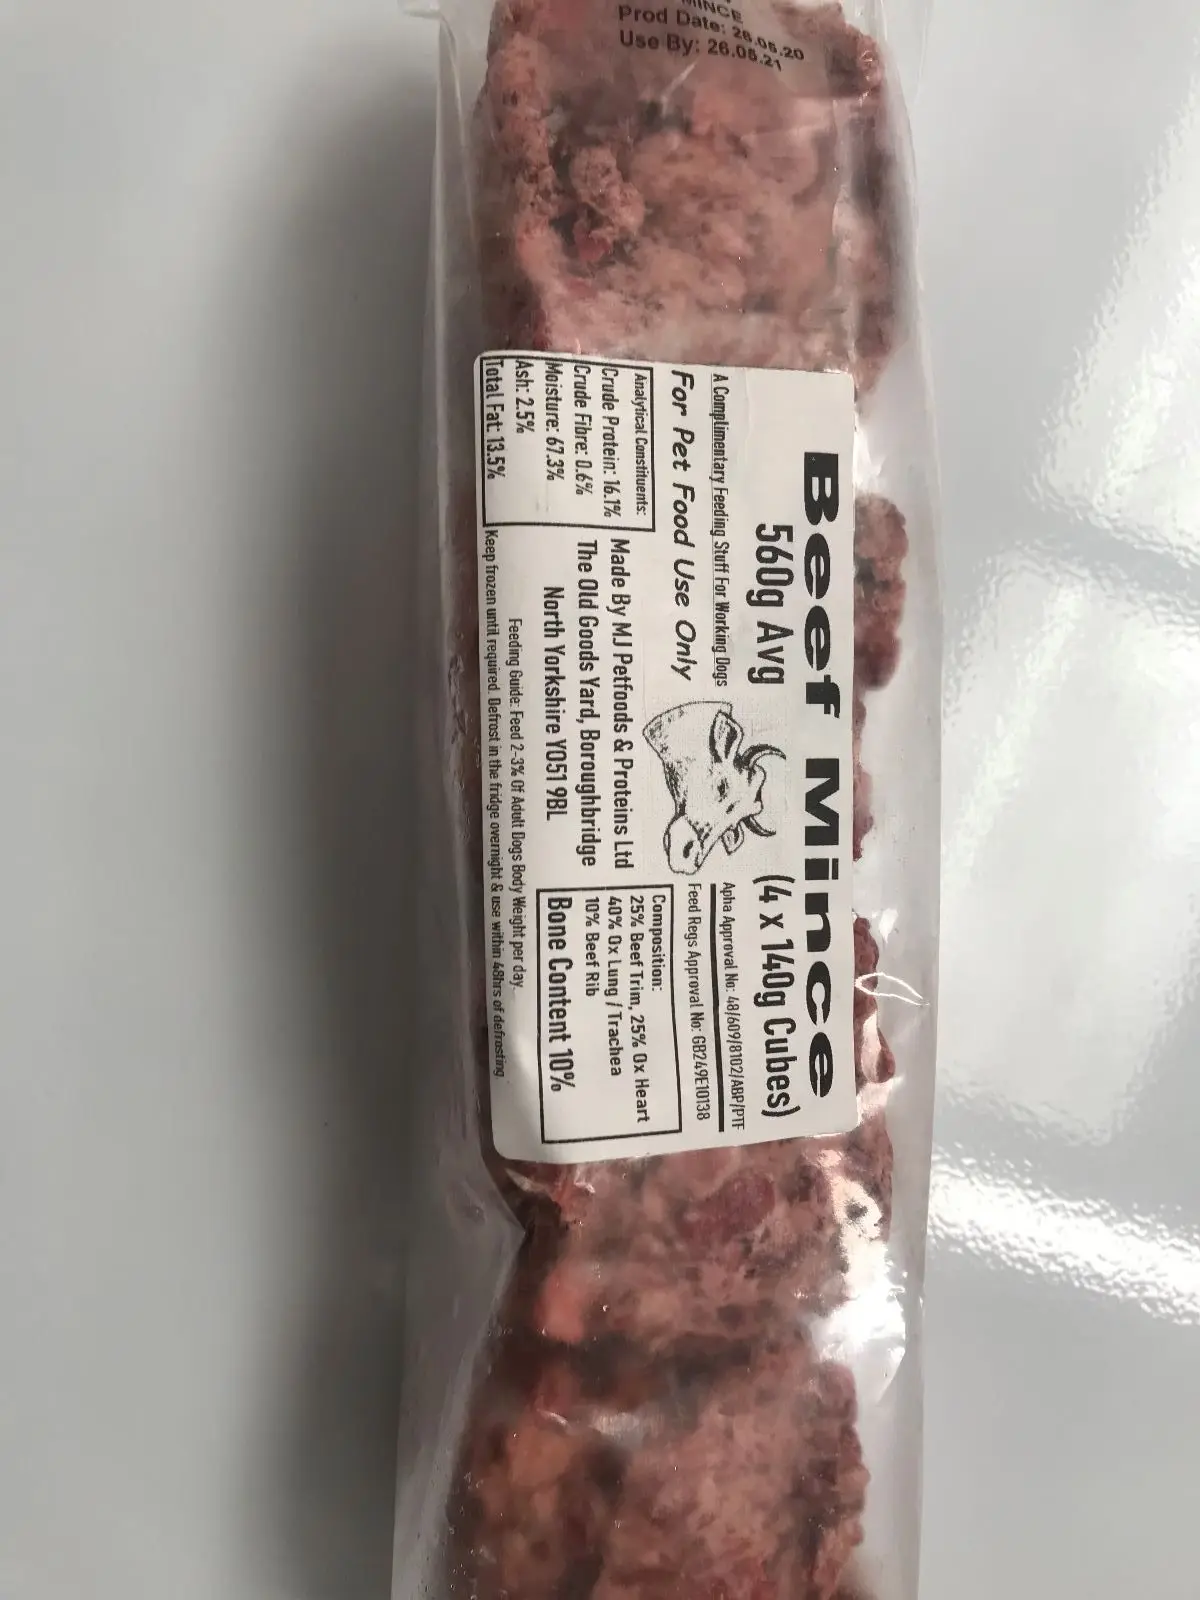 MINCE
Prod Date: 26.05.20
Use By: 26.05.21
Beef Mince
560g Avg (4 x 140g Cubes)
A Complimentary Feeding Stuff For Working Dogs
For Pet Food Use Only
Apha Approval No: 48/609/8102/ABP/PTF
Feed Regs Approval No: GB249E10138
Analytical Constituents:
Crude Protein: 16.1%
Crude Fibre: 0.6%
Moisture: 67.3%
Ash: 2.5%
Total Fat: 13.5%
Made By MJ Petfoods & Proteins Ltd
The Old Goods Yard, Boroughbridge
North Yorkshire YO51 9BL
Composition:
25% Beef Trim, 25% Ox Heart
40% Ox Lung / Trachea
10% Beef Rib
Bone Content 10%
Feeding Guide: Feed 2-3% Of Adult Dogs Body Weight per day.
Keep frozen until required. Defrost in the fridge overnight & use within 48hrs of defrosting